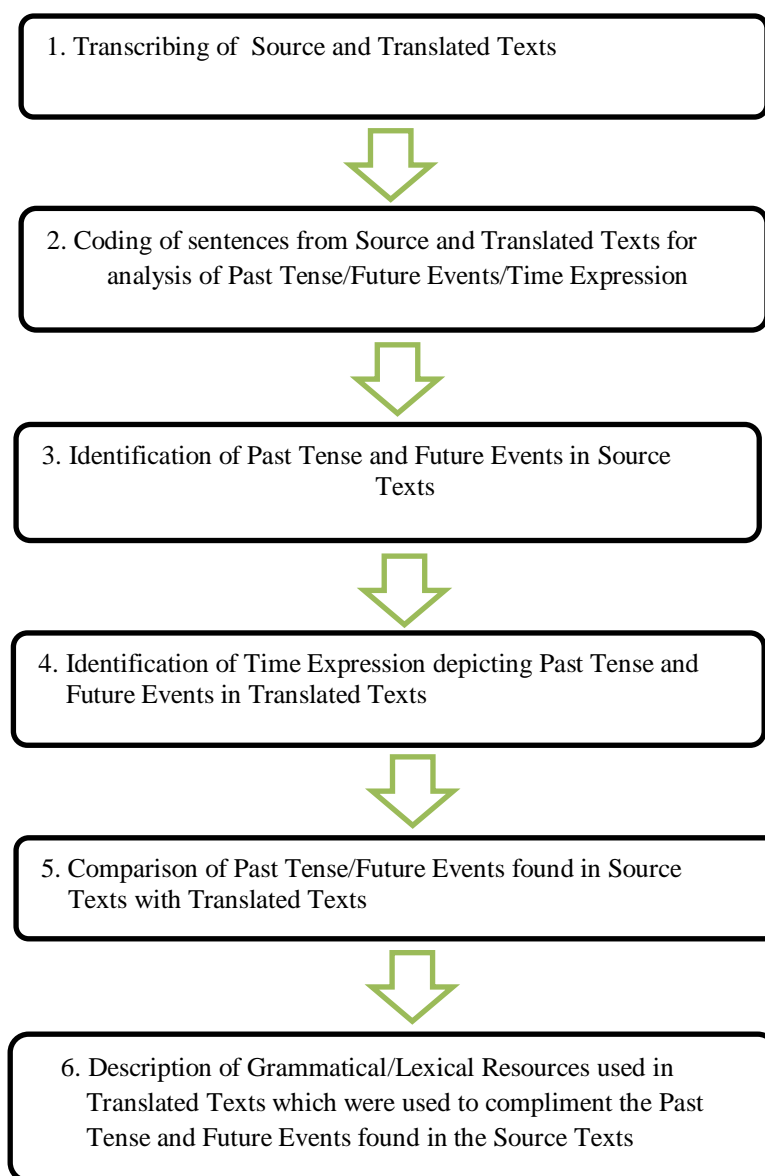 1. Transcribing of Source and Translated Texts
2. Coding of sentences from Source and Translated Texts for
analysis of Past Tense/Future Events/Time Expression
3. Identification of Past Tense and Future Events in Source
Texts
4. Identification of Time Expression depicting Past Tense and
Future Events in Translated Texts
5. Comparison of Past Tense/Future Events found in Source
Texts with Translated Texts
6. Description of Grammatical/Lexical Resources used in
Translated Texts which were used to compliment the Past
Tense and Future Events found in the Source Texts